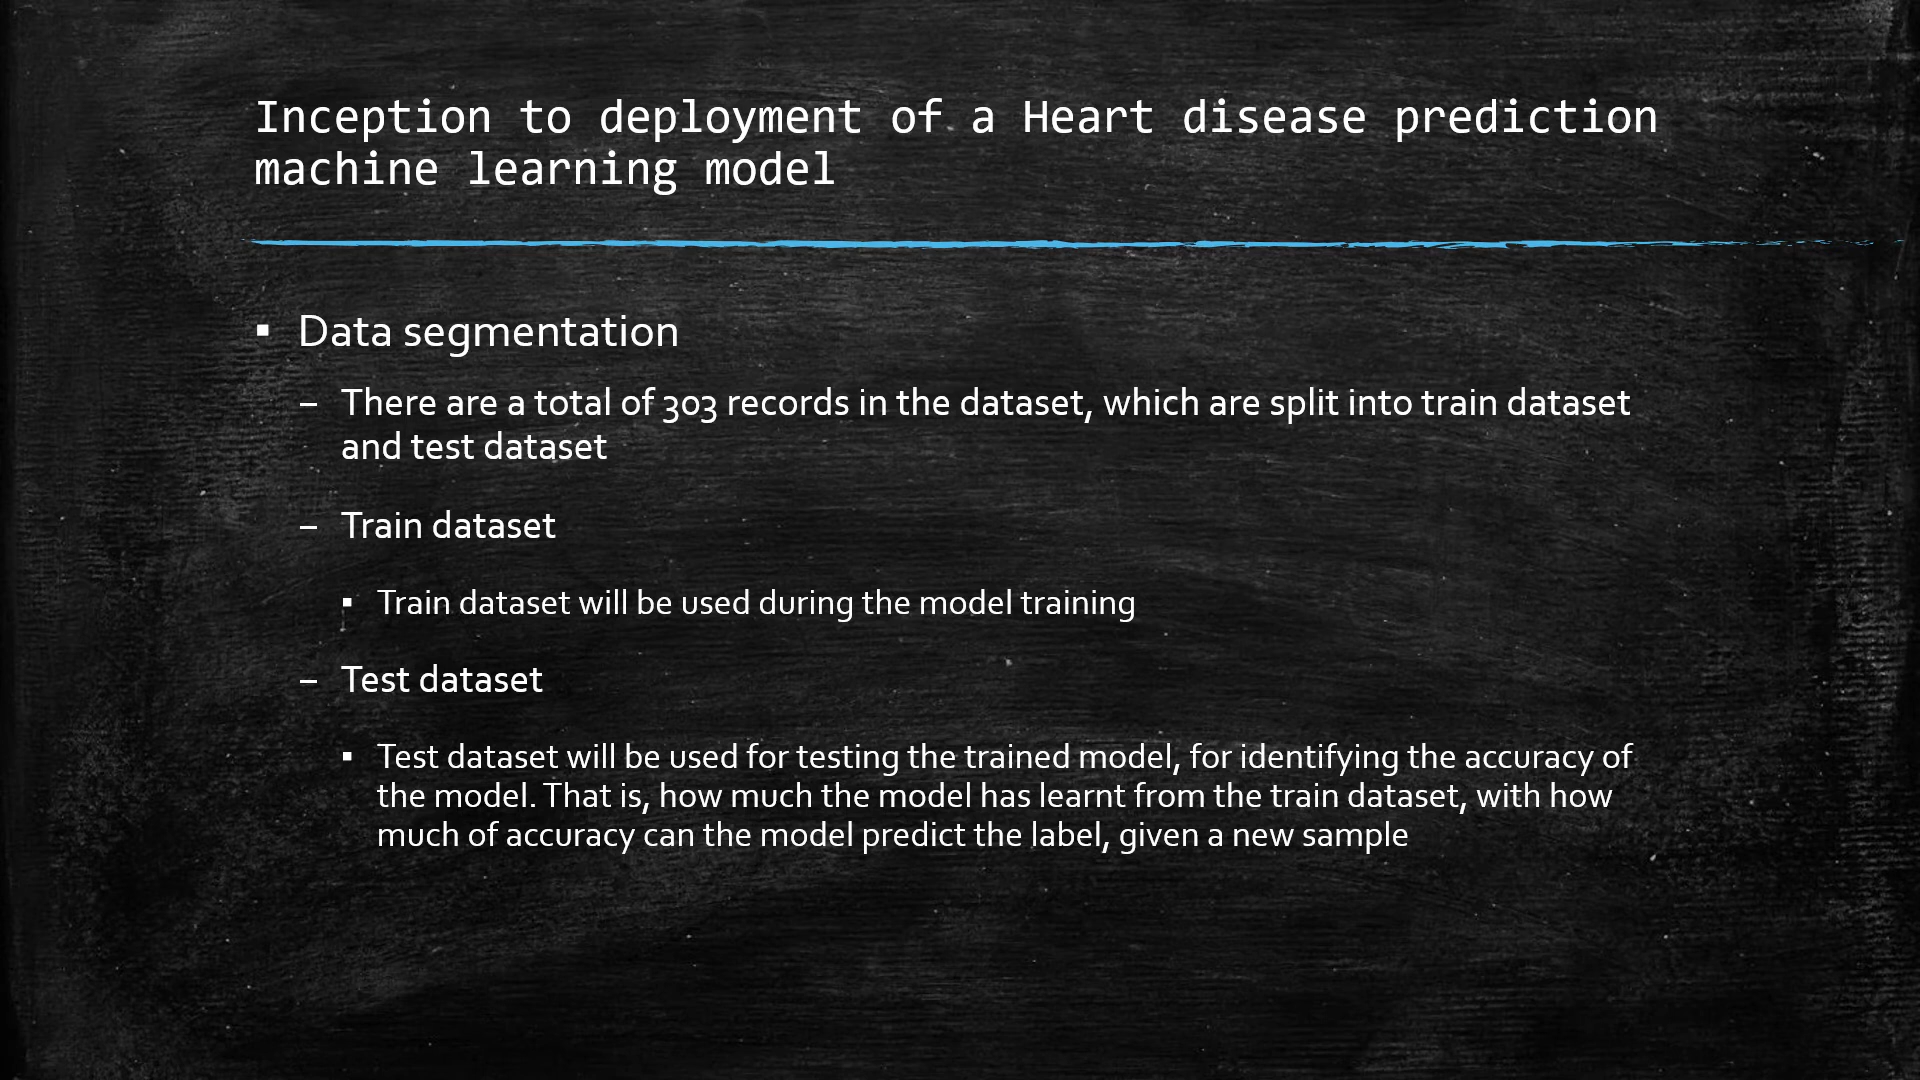 Inception to deployment of a Heart disease prediction
machine learning model
▪ Data segmentation
– There are a total of 303 records in the dataset, which are split into train dataset
and test dataset
– Train dataset
▪ Train dataset will be used during the model training
– Test dataset
▪ Test dataset will be used for testing the trained model, for identifying the accuracy of
the model. That is, how much the model has learnt from the train dataset, with how
much of accuracy can the model predict the label, given a new sample